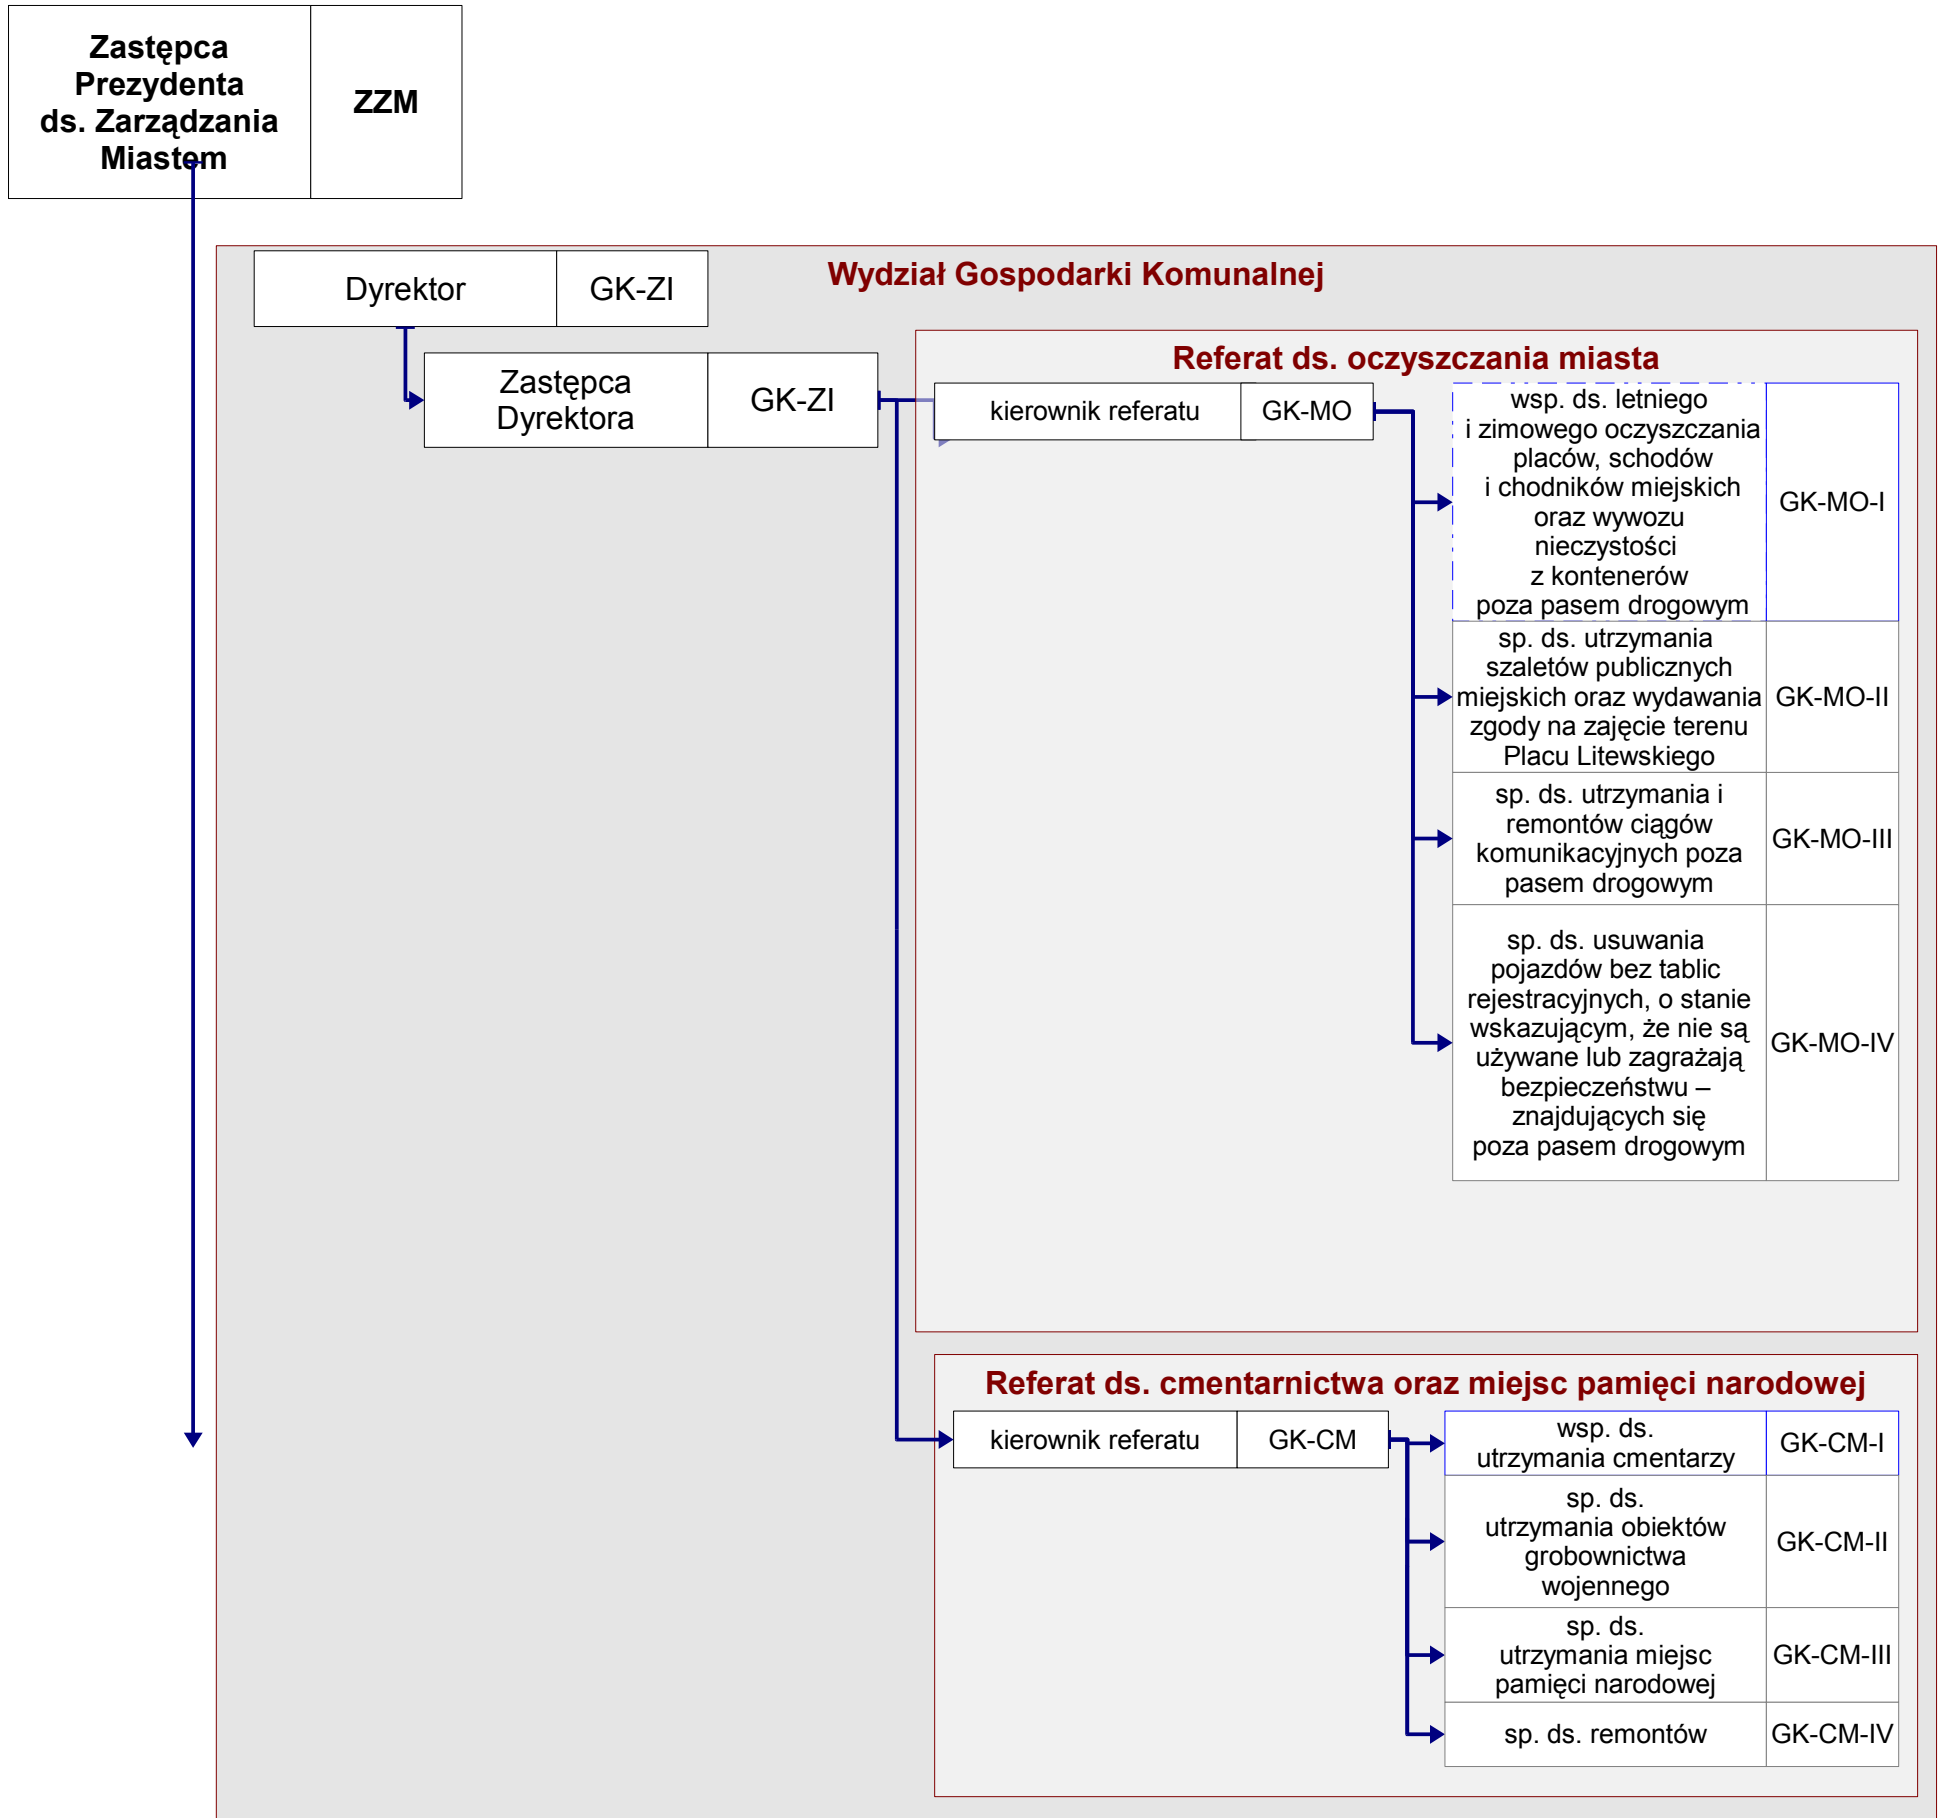 Zastępca
Prezydenta
ds. Zarządzania
Miastem
ZZM
Wydział Gospodarki Komunalnej
Dyrektor
GK-ZI
Zastępca
Dyrektora
GK-ZI
Referat ds. oczyszczania miasta
kierownik referatu
GK-MO
wsp. ds. letniego
i zimowego oczyszczania
placów, schodów
i chodników miejskich
oraz wywozu
nieczystości
z kontenerów
poza pasem drogowym
GK-MO-I
sp. ds. utrzymania
szaletów publicznych
miejskich oraz wydawania
zgody na zajęcie terenu
Placu Litewskiego
GK-MO-II
sp. ds. utrzymania i
remontów ciągów
komunikacyjnych poza
pasem drogowym
GK-MO-III
sp. ds. usuwania
pojazdów bez tablic
rejestracyjnych, o stanie
wskazującym, że nie są
używane lub zagrażają
bezpieczeństwu –
znajdujących się
poza pasem drogowym
GK-MO-IV
Referat ds. cmentarnictwa oraz miejsc pamięci narodowej
kierownik referatu
GK-CM
wsp. ds.
utrzymania cmentarzy
GK-CM-I
sp. ds.
utrzymania obiektów
grobownictwa
wojennego
GK-CM-II
sp. ds.
utrzymania miejsc
pamięci narodowej
GK-CM-III
sp. ds. remontów
GK-CM-IV